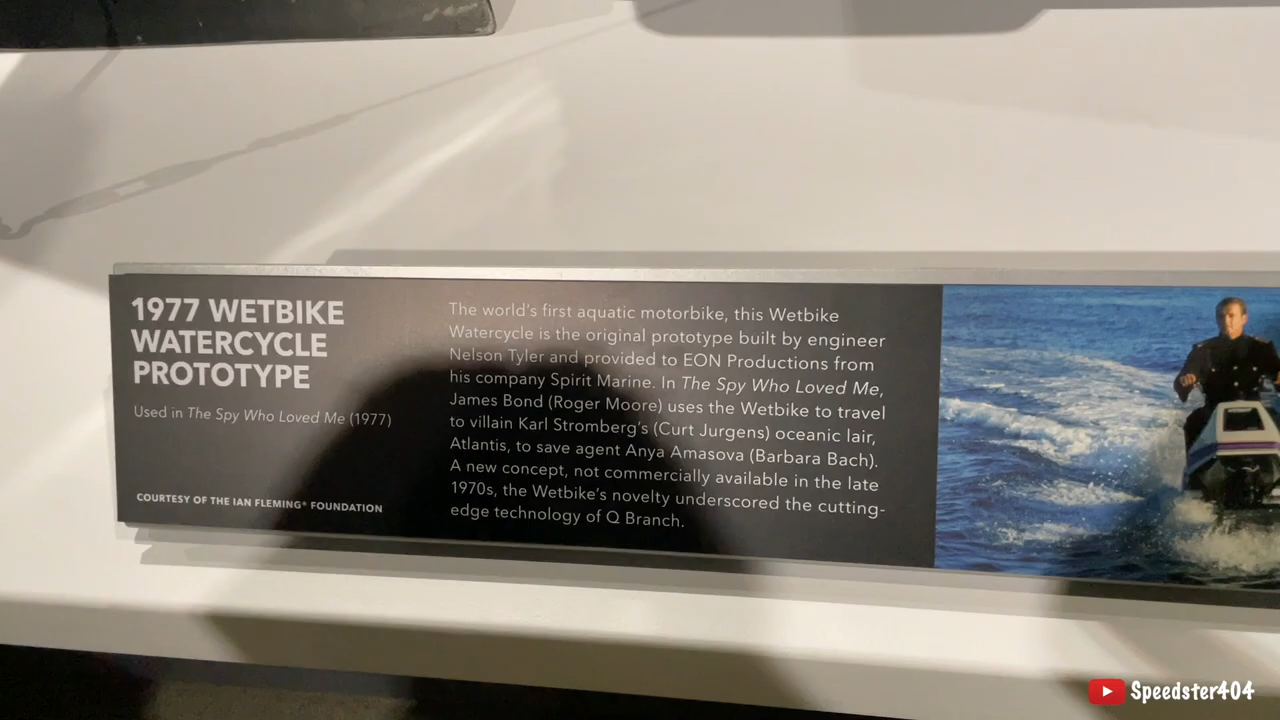 1977 WETBIKE
WATERCYCLE
PROTOTYPE
Used in The Spy Who Loved Me (1977)
COURTESY OF THE IAN FLEMING® FOUNDATION
The world's first aquatic motorbike, this Wetbike
Watercycle is the original prototype built by engineer
Nelson Tyler and provided to EON Productions from
his company Spirit Marine. In The Spy Who Loved Me,
James Bond (Roger Moore) uses the Wetbike to travel
to villain Karl Stromberg's (Curt Jurgens) oceanic lair,
Atlantis, to save agent Anya Amasova (Barbara Bach).
A new concept, not commercially available in the late
1970s, the Wetbike's novelty underscored the cutting-
edge technology of Q Branch.
Speedster404